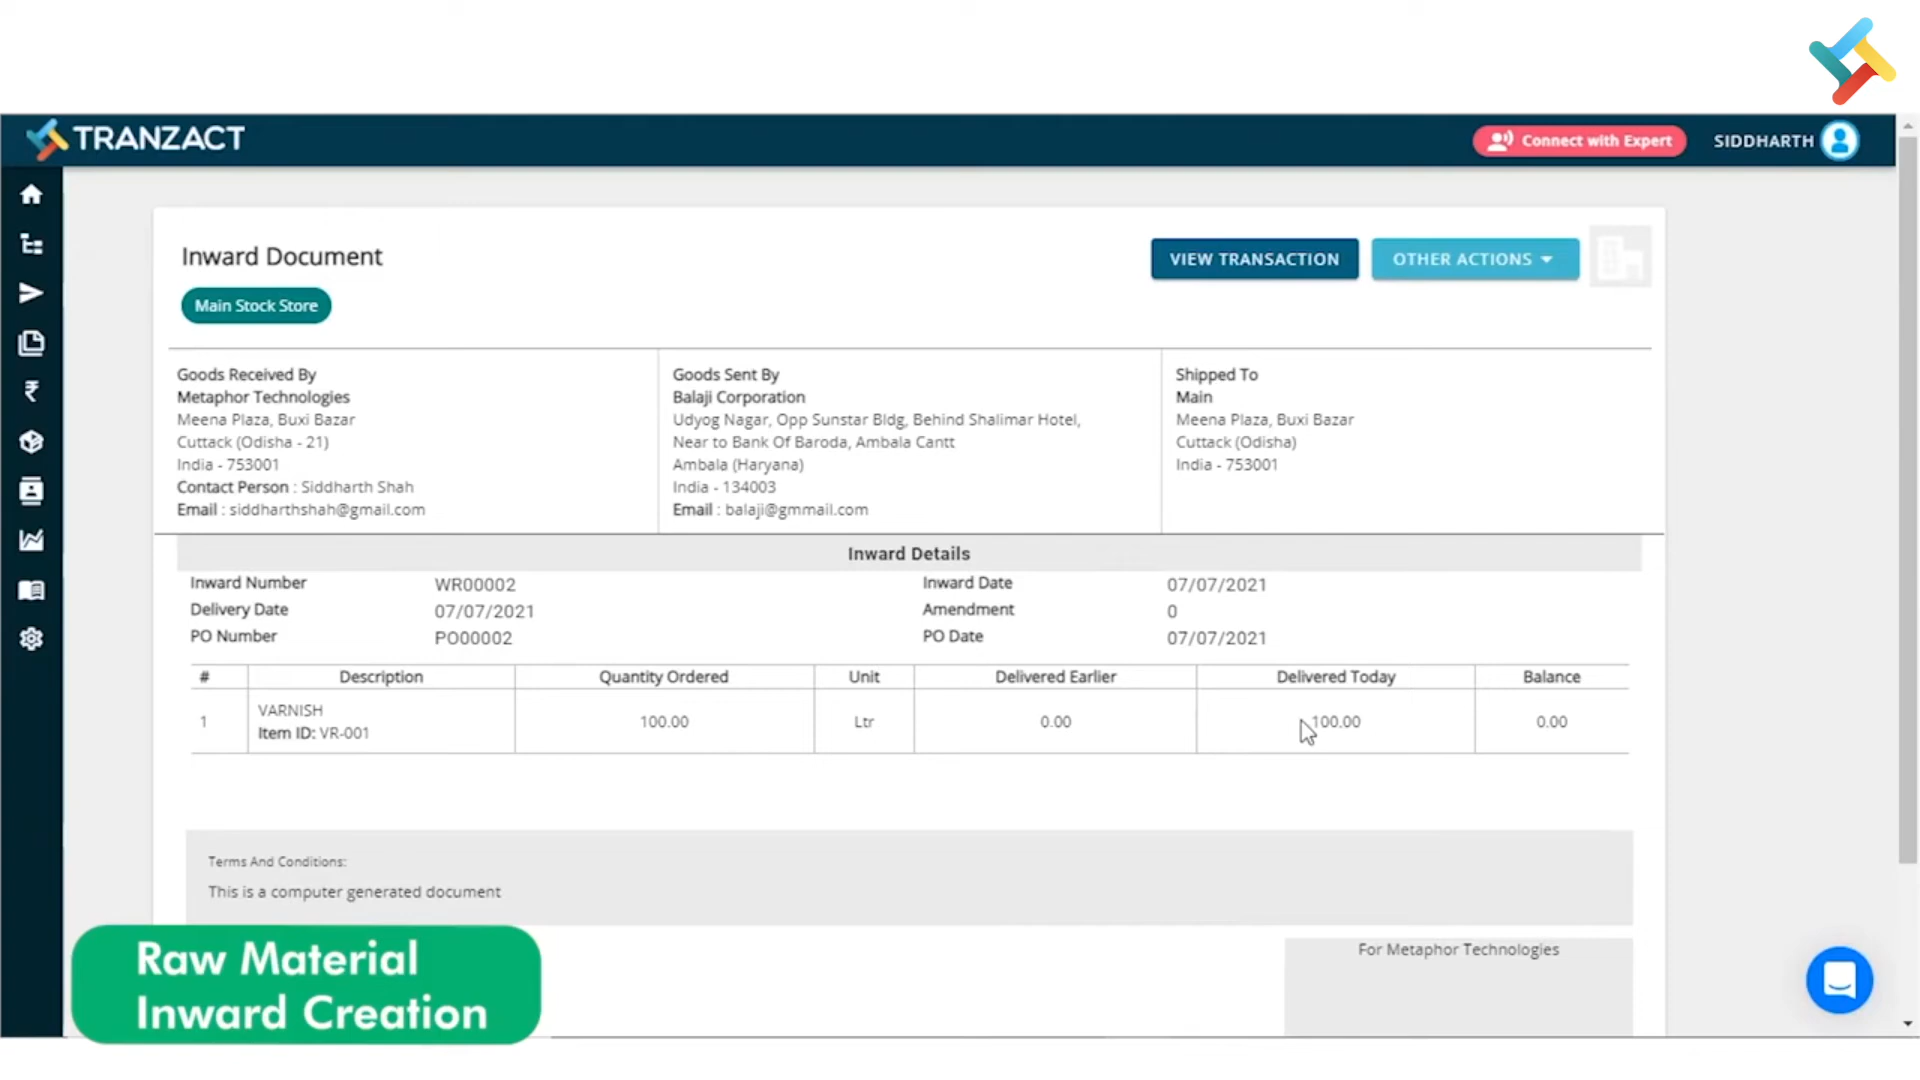 TRANZACT
Connect with Expert
SIDDHARTH
Inward Document
VIEW TRANSACTION
OTHER ACTIONS
Main Stock Store
Goods Received By
Metaphor Technologies
Meena Plaza, Buxi Bazar
Cuttack (Odisha - 21)
India - 753001
Contact Person : Siddharth Shah
Email : siddharthshah@gmail.com
Goods Sent By
Balaji Corporation
Udyog Nagar, Opp Sunstar Bldg, Behind Shalimar Hotel,
Near to Bank Of Baroda, Ambala Cantt
Ambala (Haryana)
India - 134003
Email : balaji@gmmail.com
Shipped To
Main
Meena Plaza, Buxi Bazar
Cuttack (Odisha)
India - 753001
Inward Details
Inward Number WR00002 Inward Date 07/07/2021
Delivery Date 07/07/2021 Amendment 0
PO Number PO00002 PO Date 07/07/2021
# Description Quantity Ordered Unit Delivered Earlier Delivered Today Balance
1 VARNISH 100.00 Ltr 0.00 100.00 0.00
Item ID: VR-001
Terms And Conditions:
This is a computer generated document
For Metaphor Technologies
Raw Material
Inward Creation